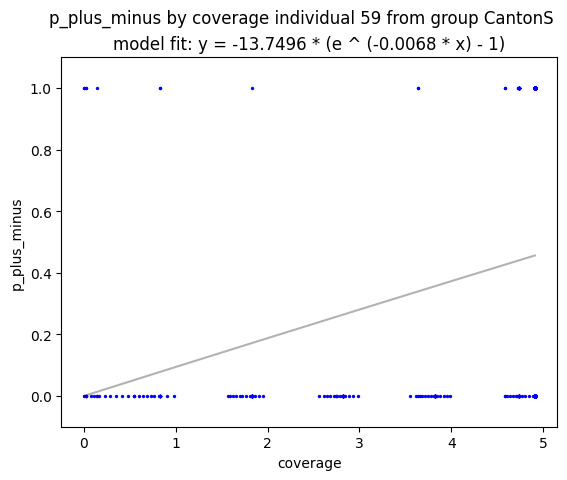 p_plus_minus by coverage individual 59 from group CantonS
model fit: y = -13.7496 * (e ^ (-0.0068 * x) - 1)
1.0
0.8
0.6
0.4
0.2
0.0
p_plus_minus
0 1 2 3 4 5
coverage